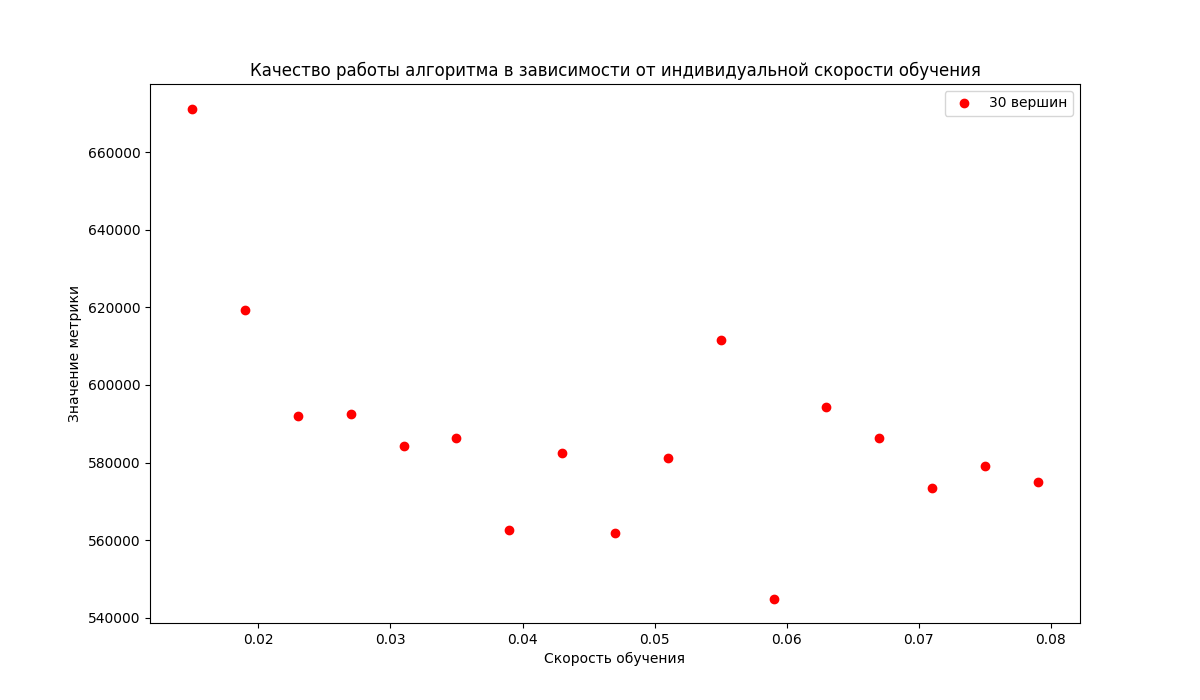 Качество работы алгоритма в зависимости от индивидуальной скорости обучения
30 вершин
660000
640000
620000
600000
580000
560000
540000
Значение метрики
0.02 0.03 0.04 0.05 0.06 0.07 0.08
Скорость обучения